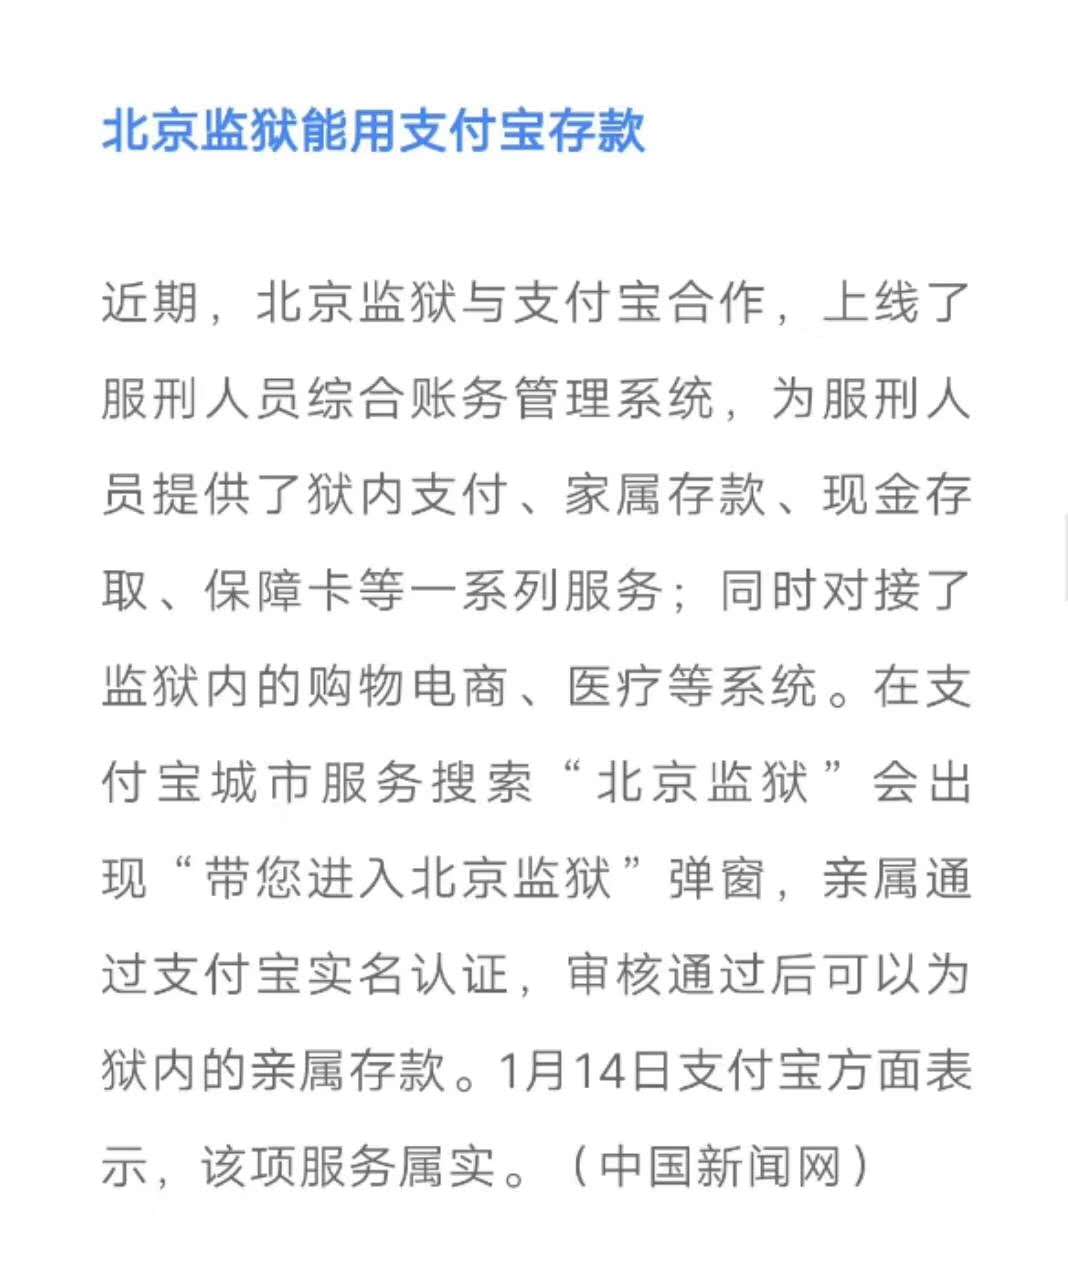 北京监狱能用支付宝存款
近期，北京监狱与支付宝合作，上线了
服刑人员综合账务管理系统，为服刑人
员提供了狱内支付、家属存款、现金存
取、保障卡等一系列服务；同时对接了
监狱内的购物电商、医疗等系统。在支
付宝城市服务搜索“北京监狱”会出
现“带您进入北京监狱”弹窗，亲属通
过支付宝实名认证，审核通过后可以为
狱内的亲属存款。1月14日支付宝方面表
示，该项服务属实。（中国新闻网）